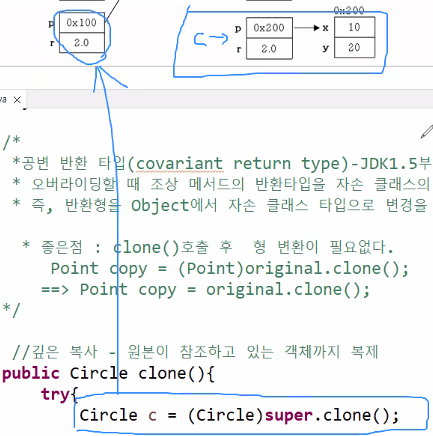 0x200
p 0x100
r 2.0
C → p 0x200 x 10
r 2.0 y 20
va ×
/*
*공변 반환 타입(covariant return type)-JDK1.5부
* 오버라이딩할 때 조상 메서드의 반환타입을 자손 클래스의
* 즉, 반환형을 Object에서 자손 클래스 타입으로 변경을
* 좋은점 : clone()호출 후 형 변환이 필요없다.
Point copy = (Point)original.clone();
==> Point copy = original.clone();
*/
//깊은 복사 - 원본이 참조하고 있는 객체까지 복제
public Circle clone(){
try{
Circle c = (Circle)super.clone();